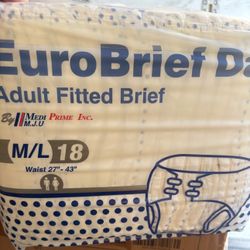 EuroBrief Da
Adult Fitted Brief
By MEDI PRIME INC.
M.J.U
M/L 18
Waist 27"- 43"